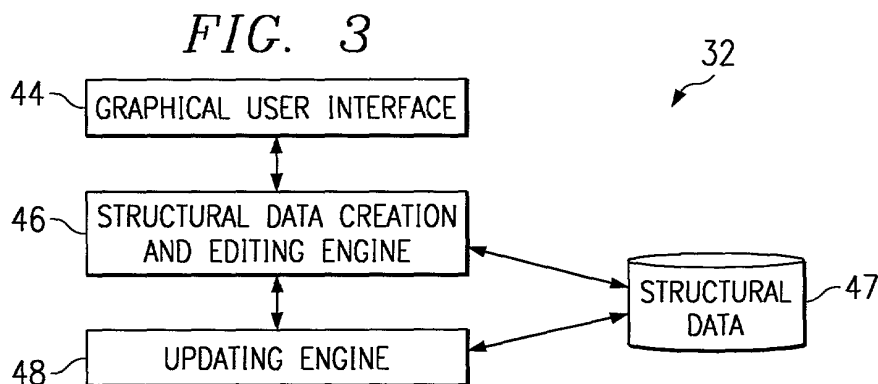 FIG. 3
32
44
GRAPHICAL USER INTERFACE
46
STRUCTURAL DATA CREATION
AND EDITING ENGINE
STRUCTURAL
DATA
47
48
UPDATING ENGINE